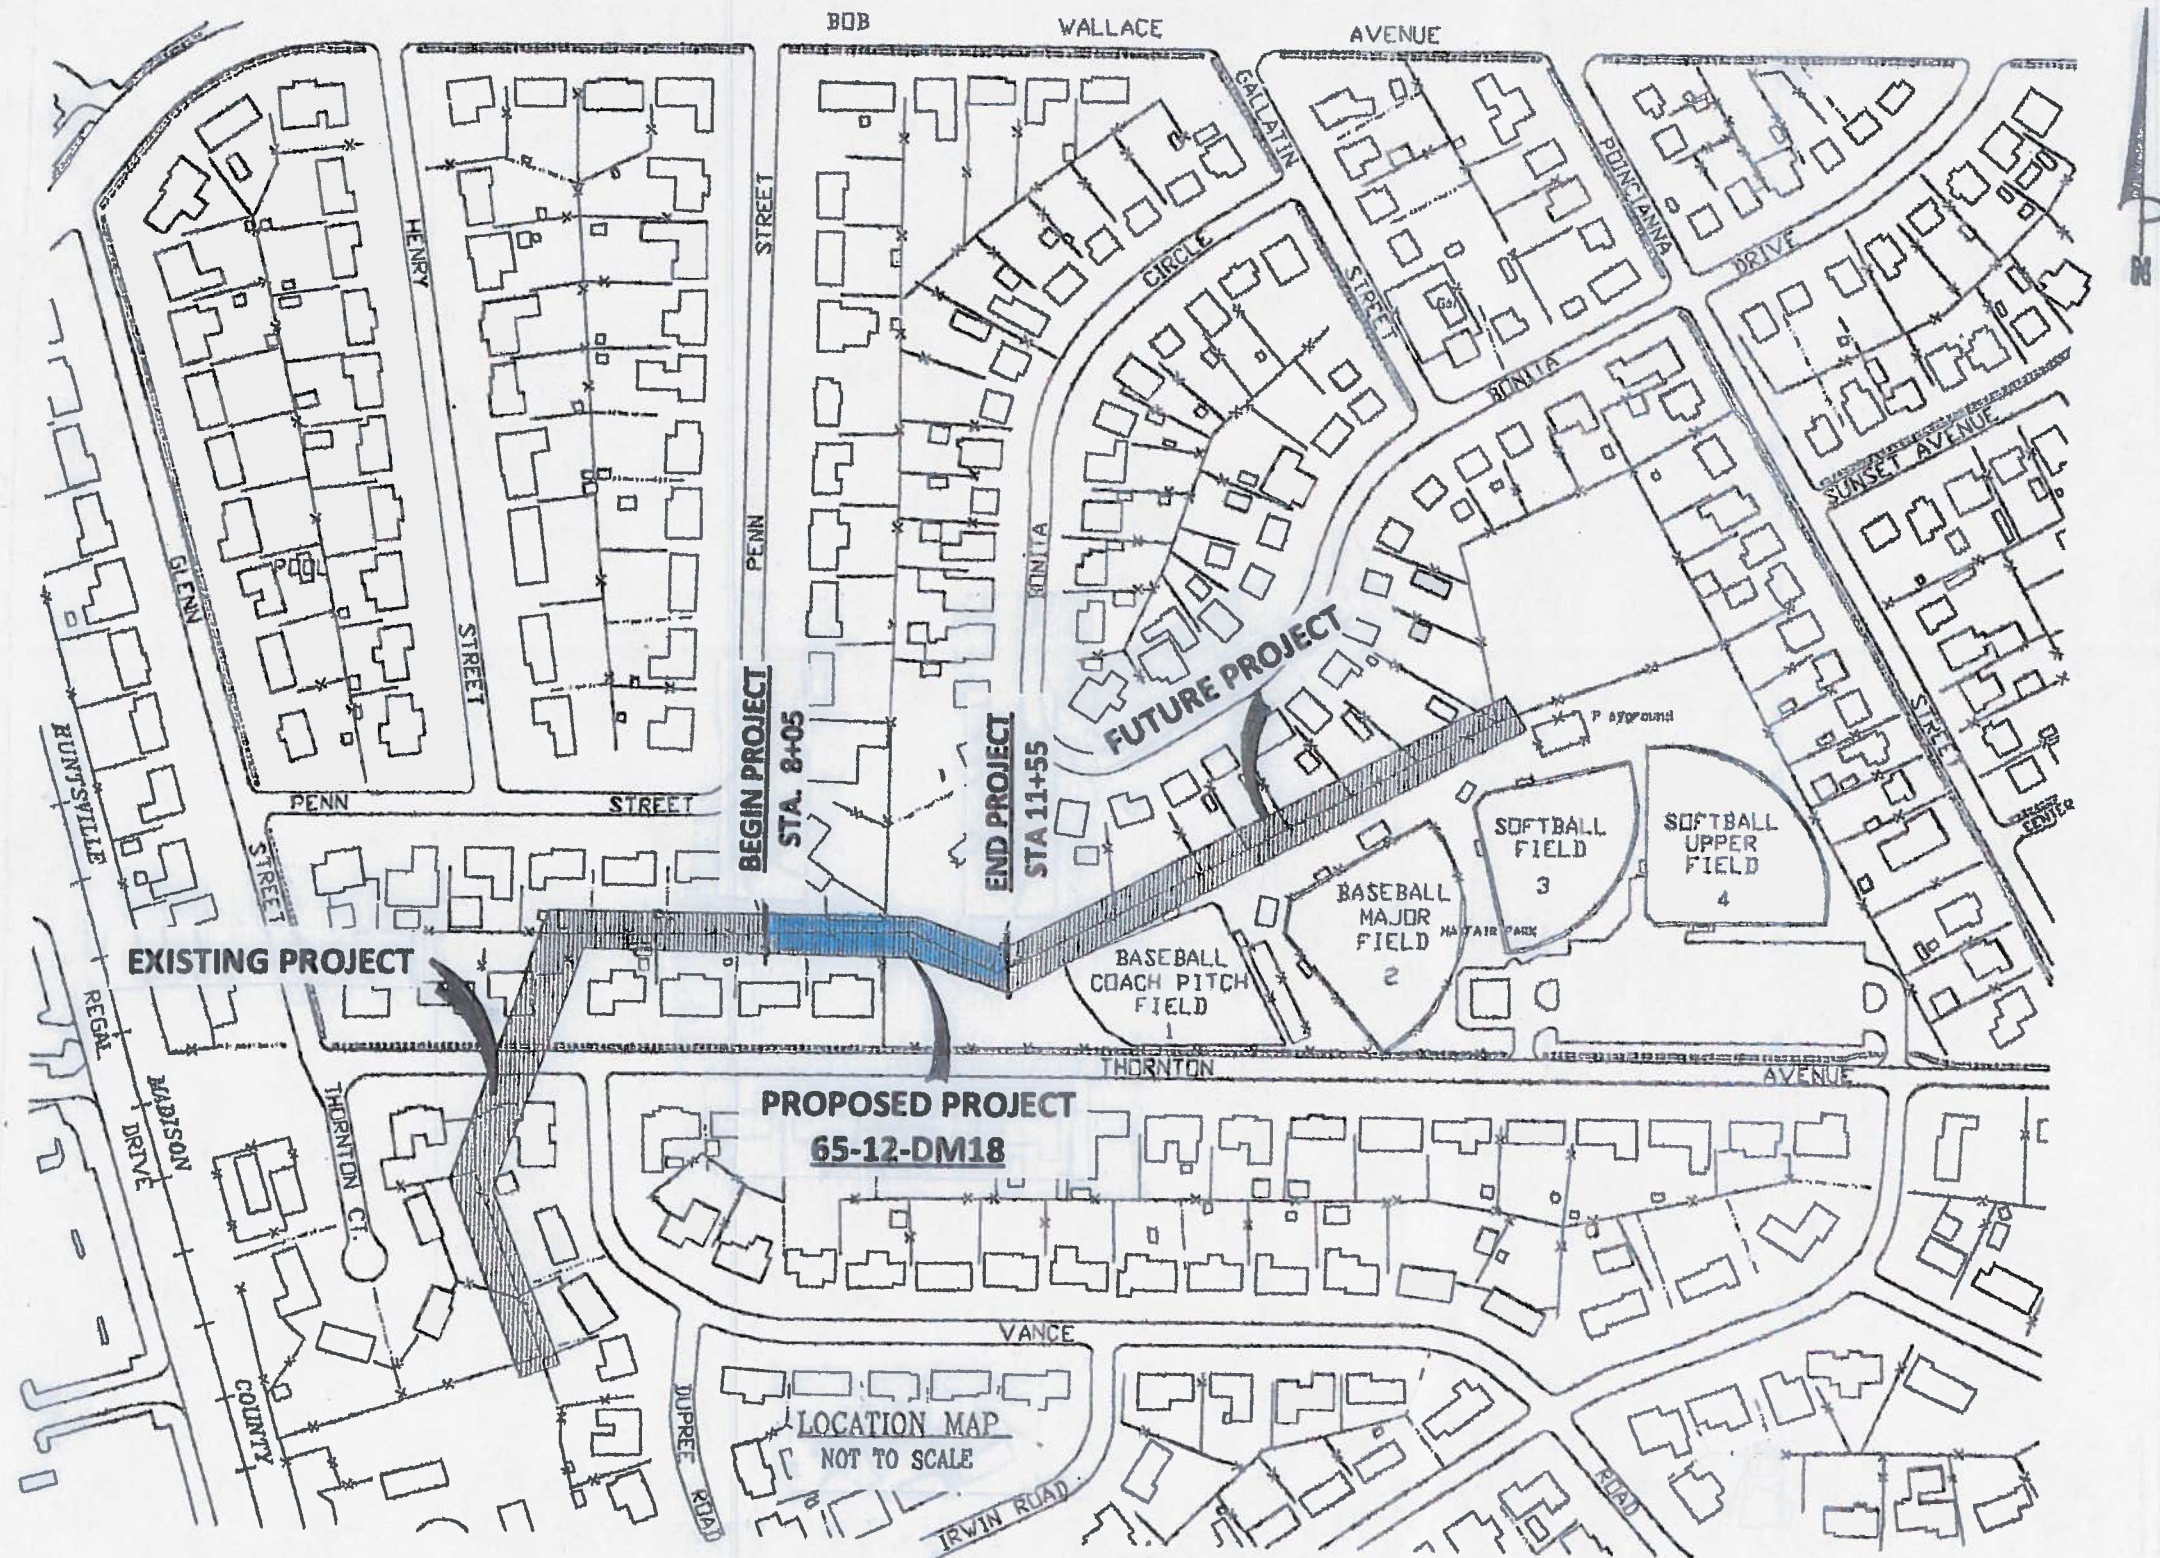 BOB WALLACE AVENUE
GALLATIN
STREET
POINCIANNA
DRIVE
HENRY
STREET
STREET
PENN
CIRCLE
BONITA
BONITA
SUNSET AVENUE
GLENN
STREET
POOL
PENN STREET
BEGIN PROJECT
STA. 8+05
END PROJECT
STA 11+55
FUTURE PROJECT
Playground
STREET
CENTER
HUNTSVILLE
SOFTBALL
FIELD
3
SOFTBALL
UPPER
FIELD
4
BASEBALL
MAJOR
FIELD
2
MAYFAIR PARK
BASEBALL
COACH PITCH
FIELD
1
EXISTING PROJECT
REGAL
DRIVE
MADISON
COUNTY
THORNTON AVENUE
THORNTON CT.
PROPOSED PROJECT
65-12-DM18
VANCE
ROAD
DUPREE ROAD
LOCATION MAP
NOT TO SCALE
IRWIN ROAD